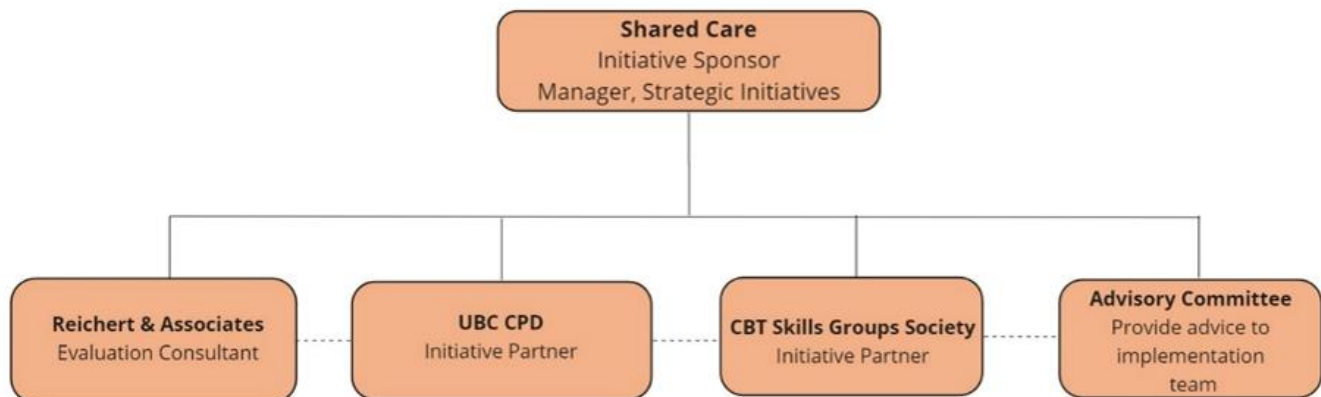 Shared Care
Initiative Sponsor
Manager, Strategic Initiatives
Reichert & Associates
Evaluation Consultant
UBC CPD
Initiative Partner
CBT Skills Groups Society
Initiative Partner
Advisory Committee
Provide advice to
implementation
team